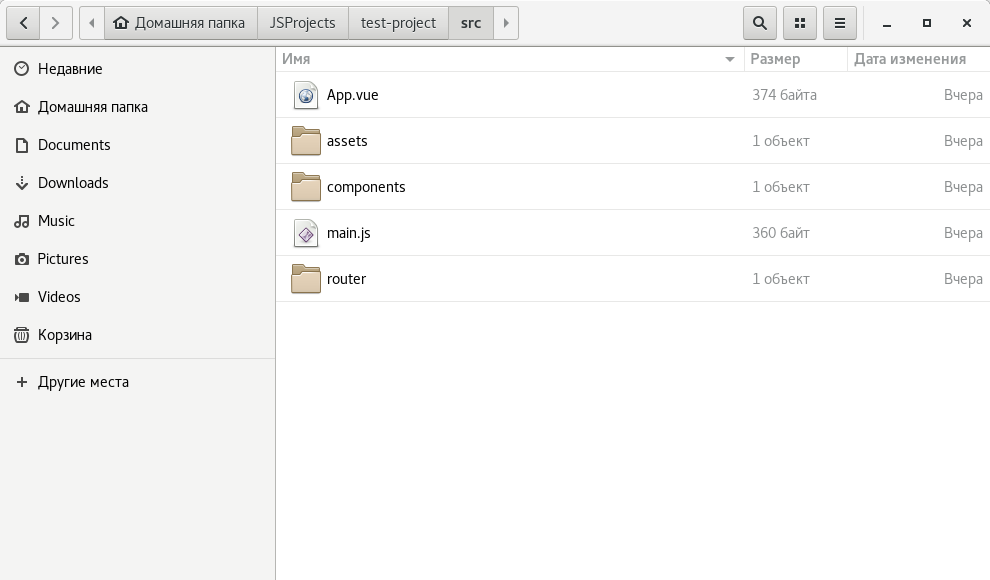 Домашняя папка JSProjects test-project src
Недавние
Домашняя папка
Documents
Downloads
Music
Pictures
Videos
Корзина
Другие места
Имя Размер Дата изменения
App.vue 374 байта Вчера
assets 1 объект Вчера
components 1 объект Вчера
main.js 360 байт Вчера
router 1 объект Вчера